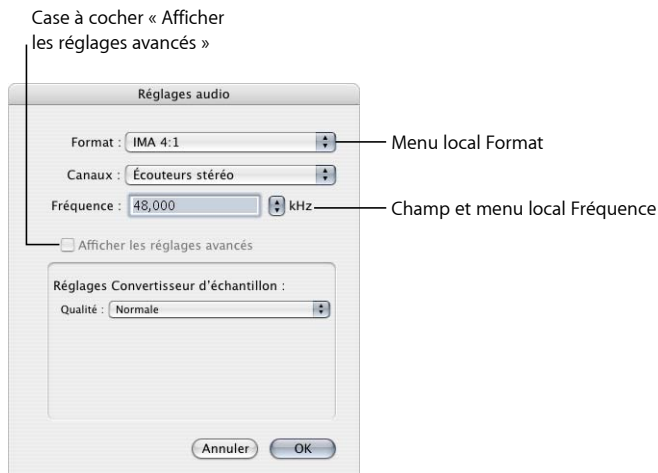 Case à cocher « Afficher
les réglages avancés »
Réglages audio
Format : IMA 4:1
Menu local Format
Canaux : Écouteurs stéréo
Fréquence : 48,000 kHz
Champ et menu local Fréquence
Afficher les réglages avancés
Réglages Convertisseur d'échantillon :
Qualité : Normale
Annuler OK